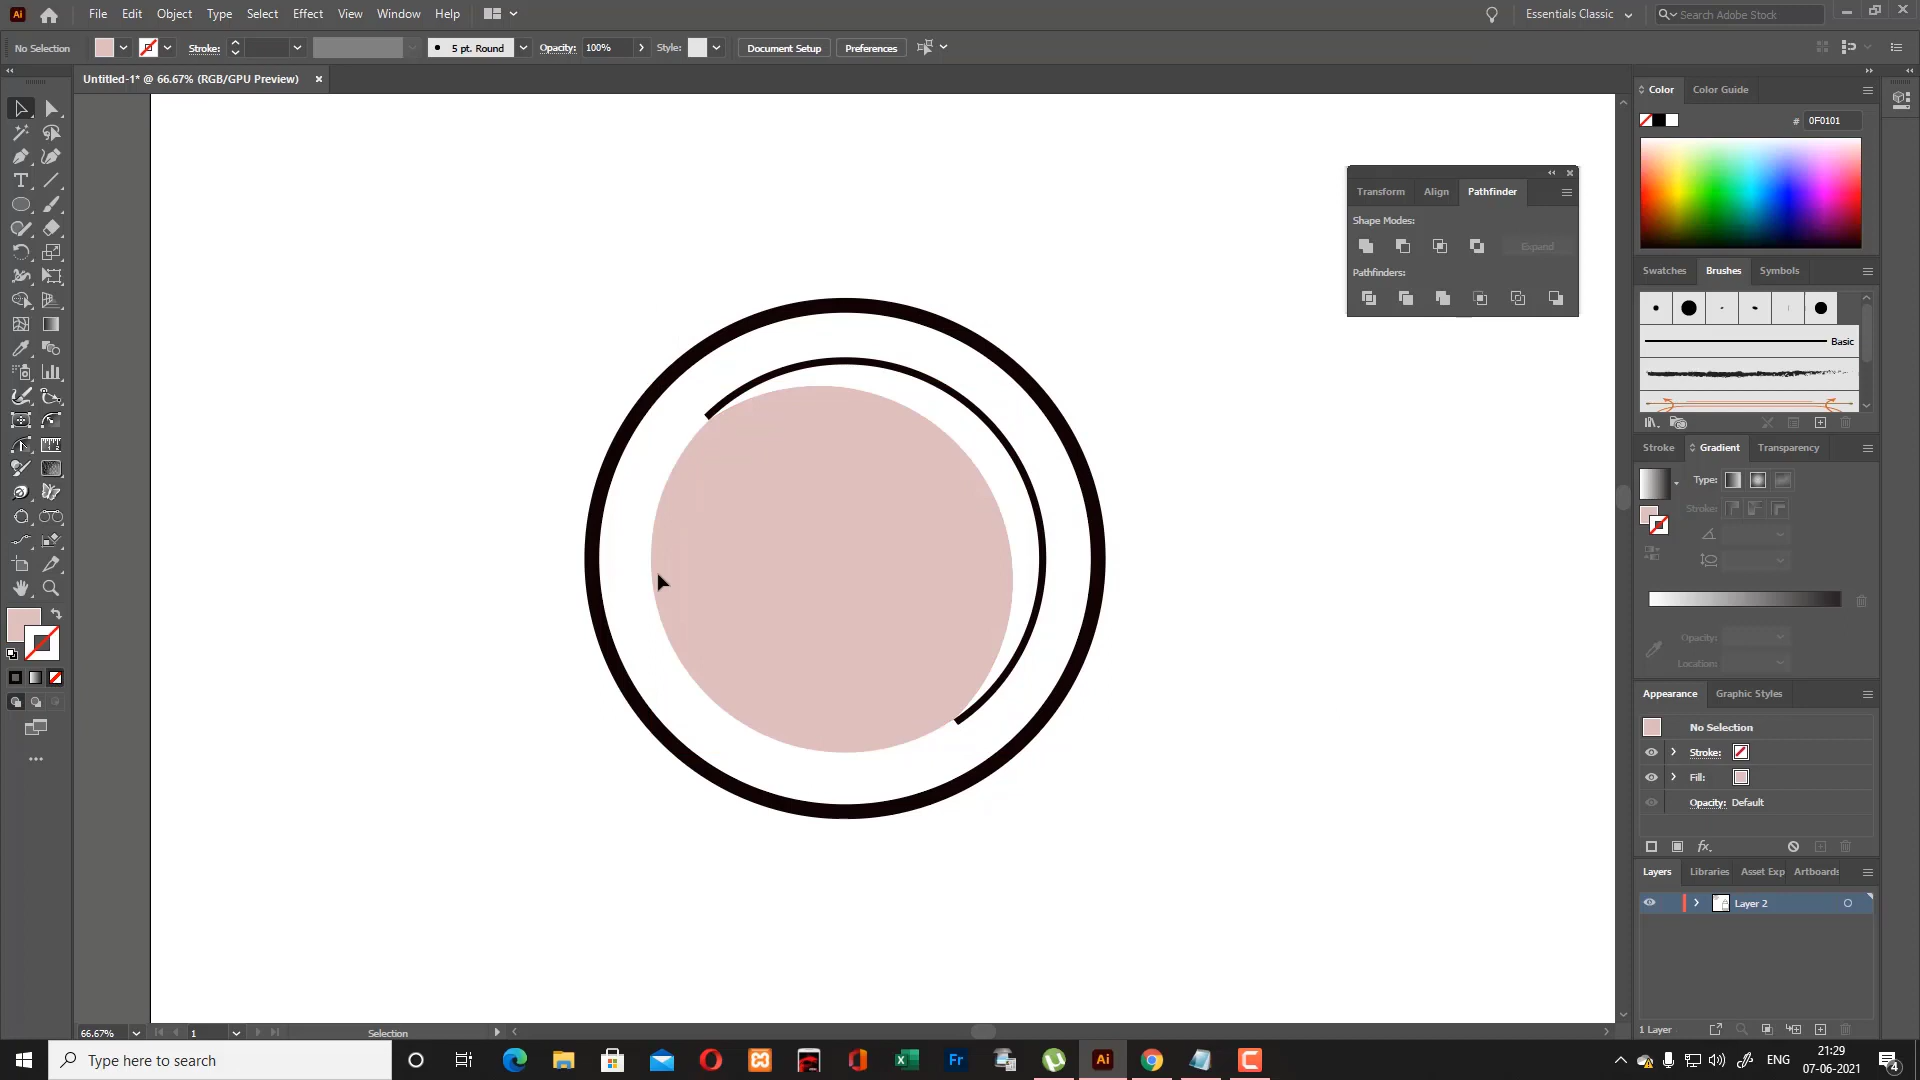 Ai File Edit Object Type Select Effect View Window Help Essentials Classic Search Adobe Stock
No Selection Stroke: 5 pt. Round Opacity: 100% Style: Document Setup Preferences
Untitled-1* @ 66.67% (RGB/GPU Preview) ×
Color Color Guide
# 0F0101
Transform Align Pathfinder
Shape Modes:
Expand
Pathfinders:
Swatches Brushes Symbols
Basic
Stroke Gradient Transparency
Type:
Stroke:
Opacity:
Location:
Appearance Graphic Styles
No Selection
Stroke:
Fill:
Opacity: Default
Layers Libraries Asset Exp Artboards
Layer 2
1 Layer
66.67% 1 Selection
Type here to search
Fr Ai
ENG
21:29
07-06-2021
4